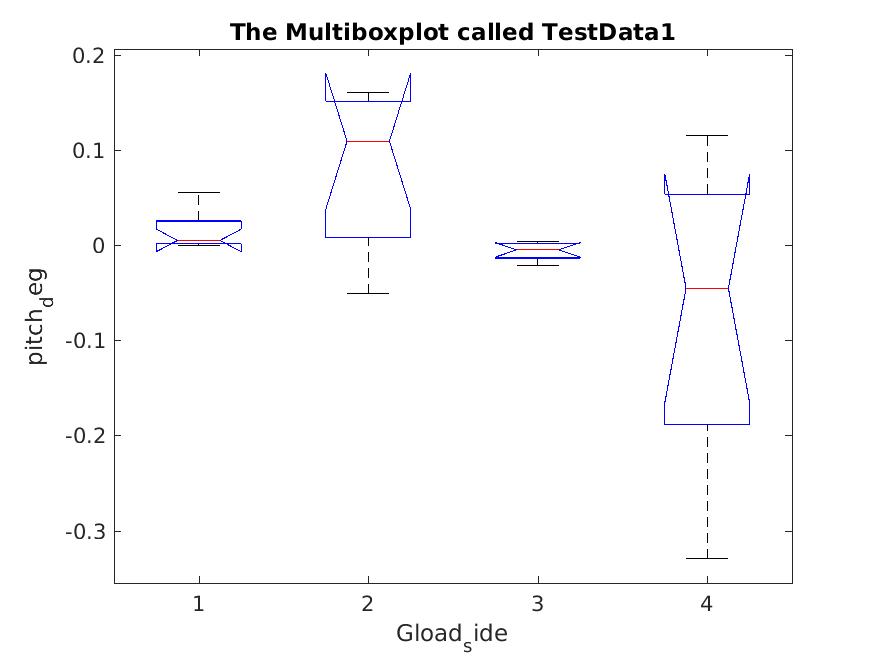 The Multiboxplot called TestData1
0.2
0.1
0
-0.1
-0.2
-0.3
pitch_deg
1 2 3 4
Gload_side